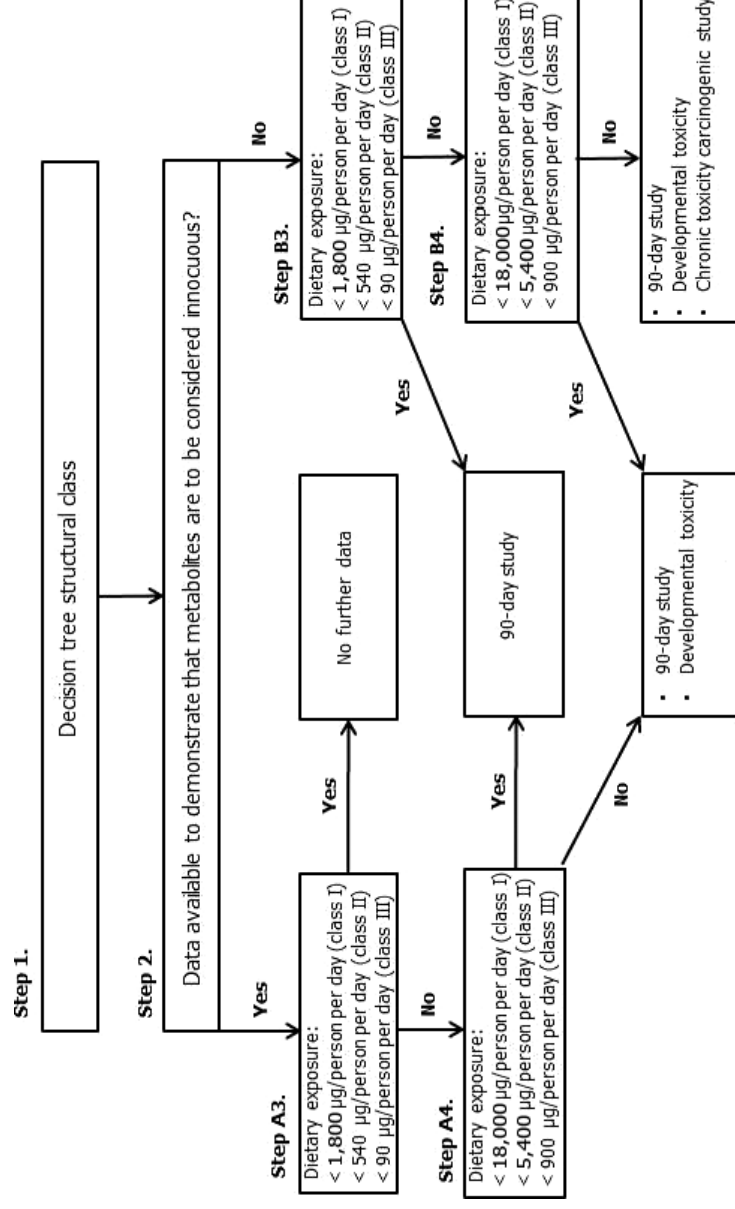 Step 1.
Decision tree structural class
Step 2.
Data available to demonstrate that metabolites are to be considered innocuous?
Yes
No
Step A3.
Dietary exposure:
< 1,800 µg/person per day (class I)
< 540 µg/person per day (class II)
< 90 µg/person per day (class III)
Yes
No further data
Step B3.
Dietary exposure:
< 1,800 µg/person per day (class I)
< 540 µg/person per day (class II)
< 90 µg/person per day (class III)
No
Yes
No
Step A4.
Dietary exposure:
< 18,000 µg/person per day (class I)
< 5,400 µg/person per day (class II)
< 900 µg/person per day (class III)
Yes
90-day study
Step B4.
Dietary exposure:
< 18,000µg/person per day (class I)
< 5,400 µg/person per day (class II)
< 900 µg/person per day (class III)
No
Yes
No
▪ 90-day study
▪ Developmental toxicity
▪ 90-day study
▪ Developmental toxicity
▪ Chronic toxicity carcinogenic study